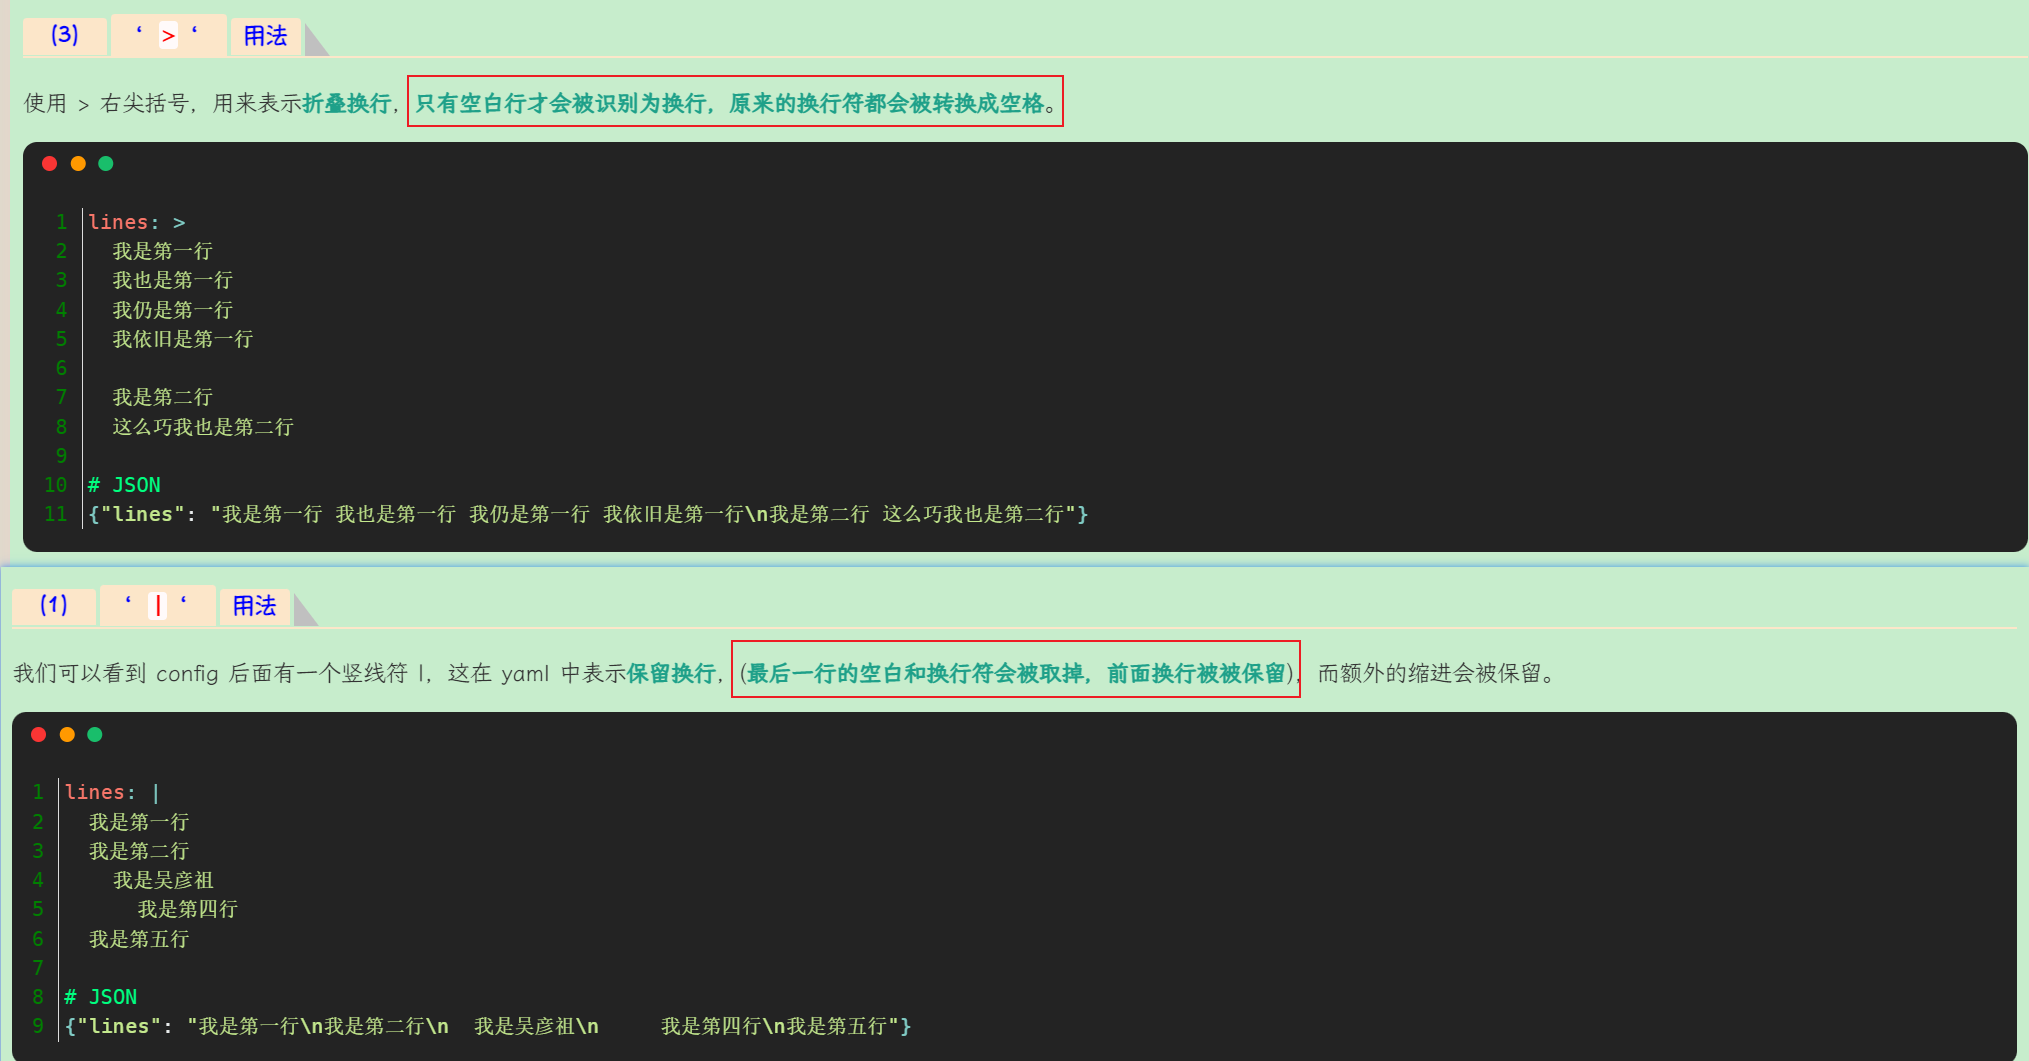 (3) ‘ > ‘ 用法
使用 > 右尖括号，用来表示折叠换行，只有空白行才会被识别为换行，原来的换行符都会被转换成空格。
1 lines: >
2   我是第一行
3   我也是第一行
4   我仍是第一行
5   我依旧是第一行
6
7   我是第二行
8   这么巧我也是第二行
9
10 # JSON
11 {"lines": "我是第一行 我也是第一行 我仍是第一行 我依旧是第一行\n我是第二行 这么巧我也是第二行"}
(1) ‘ | ‘ 用法
我们可以看到 config 后面有一个竖线符 |，这在 yaml 中表示保留换行，(最后一行的空白和换行符会被取掉，前面换行被被保留)，而额外的缩进会被保留。
1 lines: |
2   我是第一行
3   我是第二行
4     我是吴彦祖
5       我是第四行
6   我是第五行
7
8 # JSON
9 {"lines": "我是第一行\n我是第二行\n  我是吴彦祖\n     我是第四行\n我是第五行"}